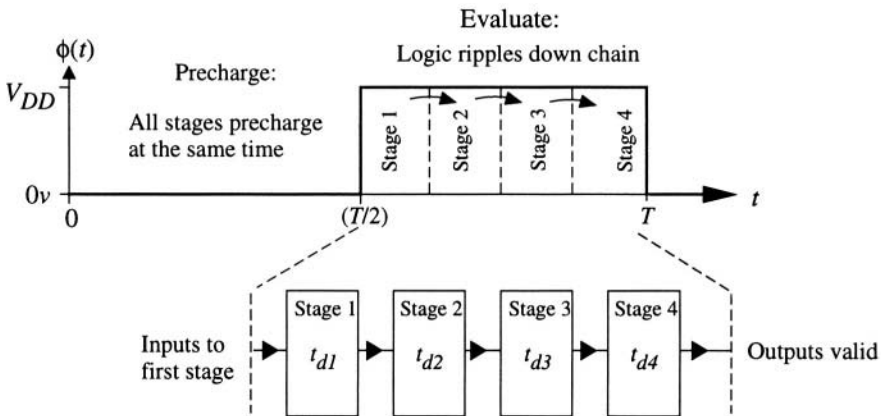 Evaluate:
Logic ripples down chain
ϕ(t)
Precharge:
V_DD
All stages precharge
at the same time
Stage 1
Stage 2
Stage 3
Stage 4
0v
0
(T/2)
T
t
Stage 1
Stage 2
Stage 3
Stage 4
Inputs to
first stage
t_d1
t_d2
t_d3
t_d4
Outputs valid